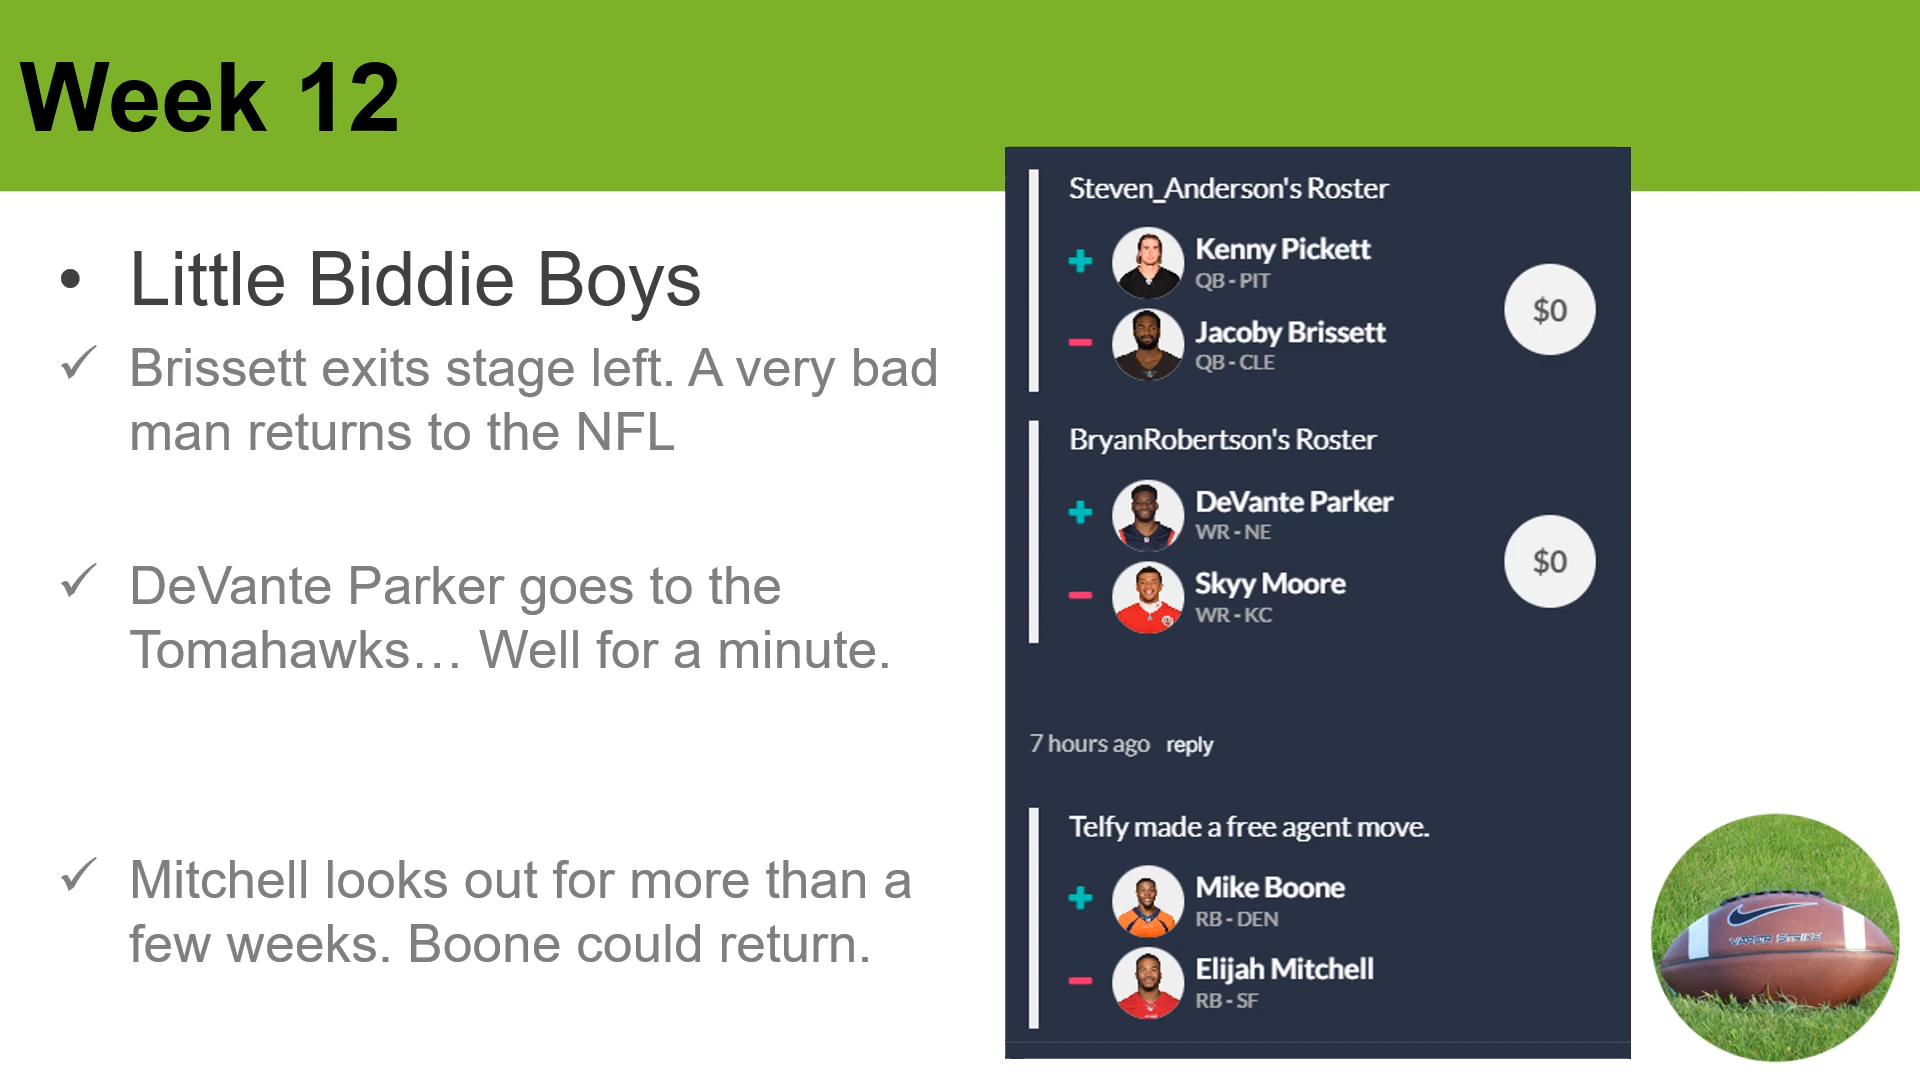 Week 12
• Little Biddie Boys
✓ Brissett exits stage left. A very bad
man returns to the NFL
✓ DeVante Parker goes to the
Tomahawks… Well for a minute.
✓ Mitchell looks out for more than a
few weeks. Boone could return.
Steven_Anderson's Roster
+ Kenny Pickett
QB - PIT
$0
- Jacoby Brissett
QB - CLE
BryanRobertson's Roster
+ DeVante Parker
WR - NE
$0
- Skyy Moore
WR - KC
7 hours ago reply
Telfy made a free agent move.
+ Mike Boone
RB - DEN
- Elijah Mitchell
RB - SF
VAPOR STRIKE